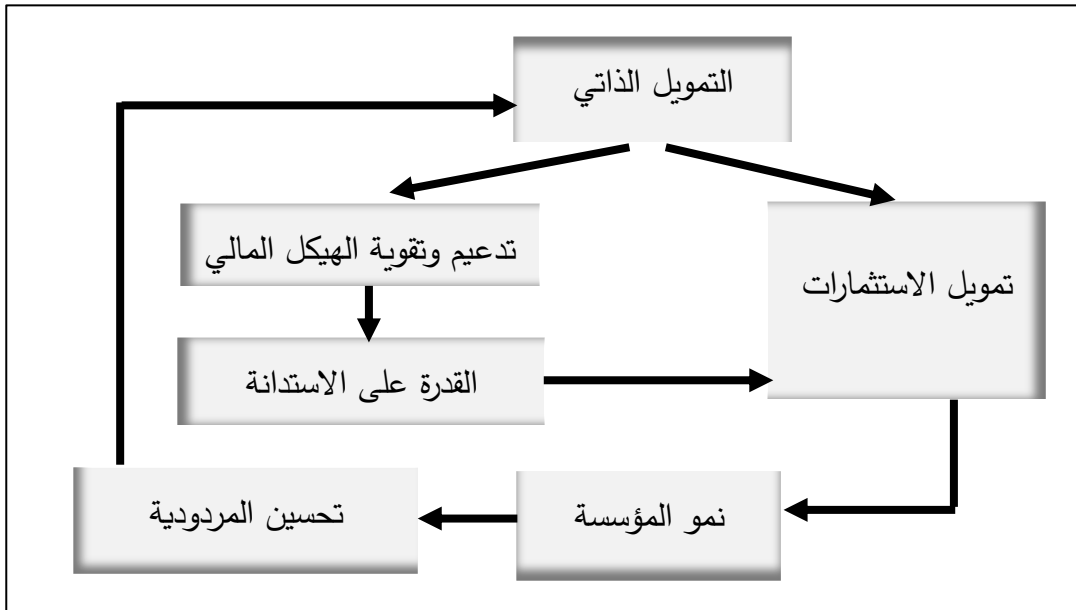 التمويل الذاتي
تدعيم وتقوية الهيكل المالي
تمويل الاستثمارات
القدرة على الاستدانة
نمو المؤسسة
تحسين المردودية